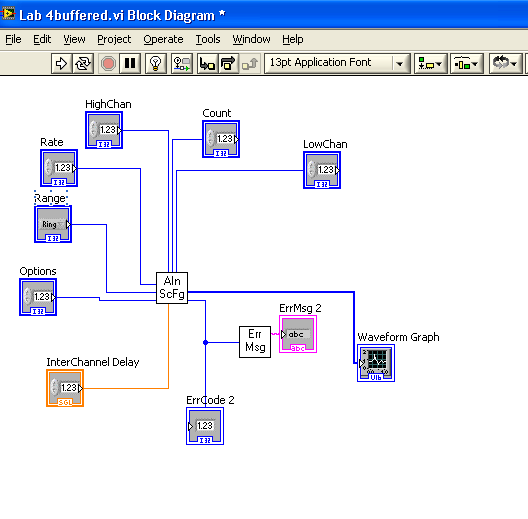 Lab 4buffered.vi Block Diagram *
File Edit View Project Operate Tools Window Help
13pt Application Font
HighChan
1.23
I32
Count
1.23
I32
Rate
1.23
I32
LowChan
1.23
I32
Range
Ring
I32
Options
1.23
I32
AIn
ScFg
ErrMsg 2
abc
abc
Err
Msg
Waveform Graph
InterChannel Delay
1.23
SGL
ErrCode 2
1.23
I32